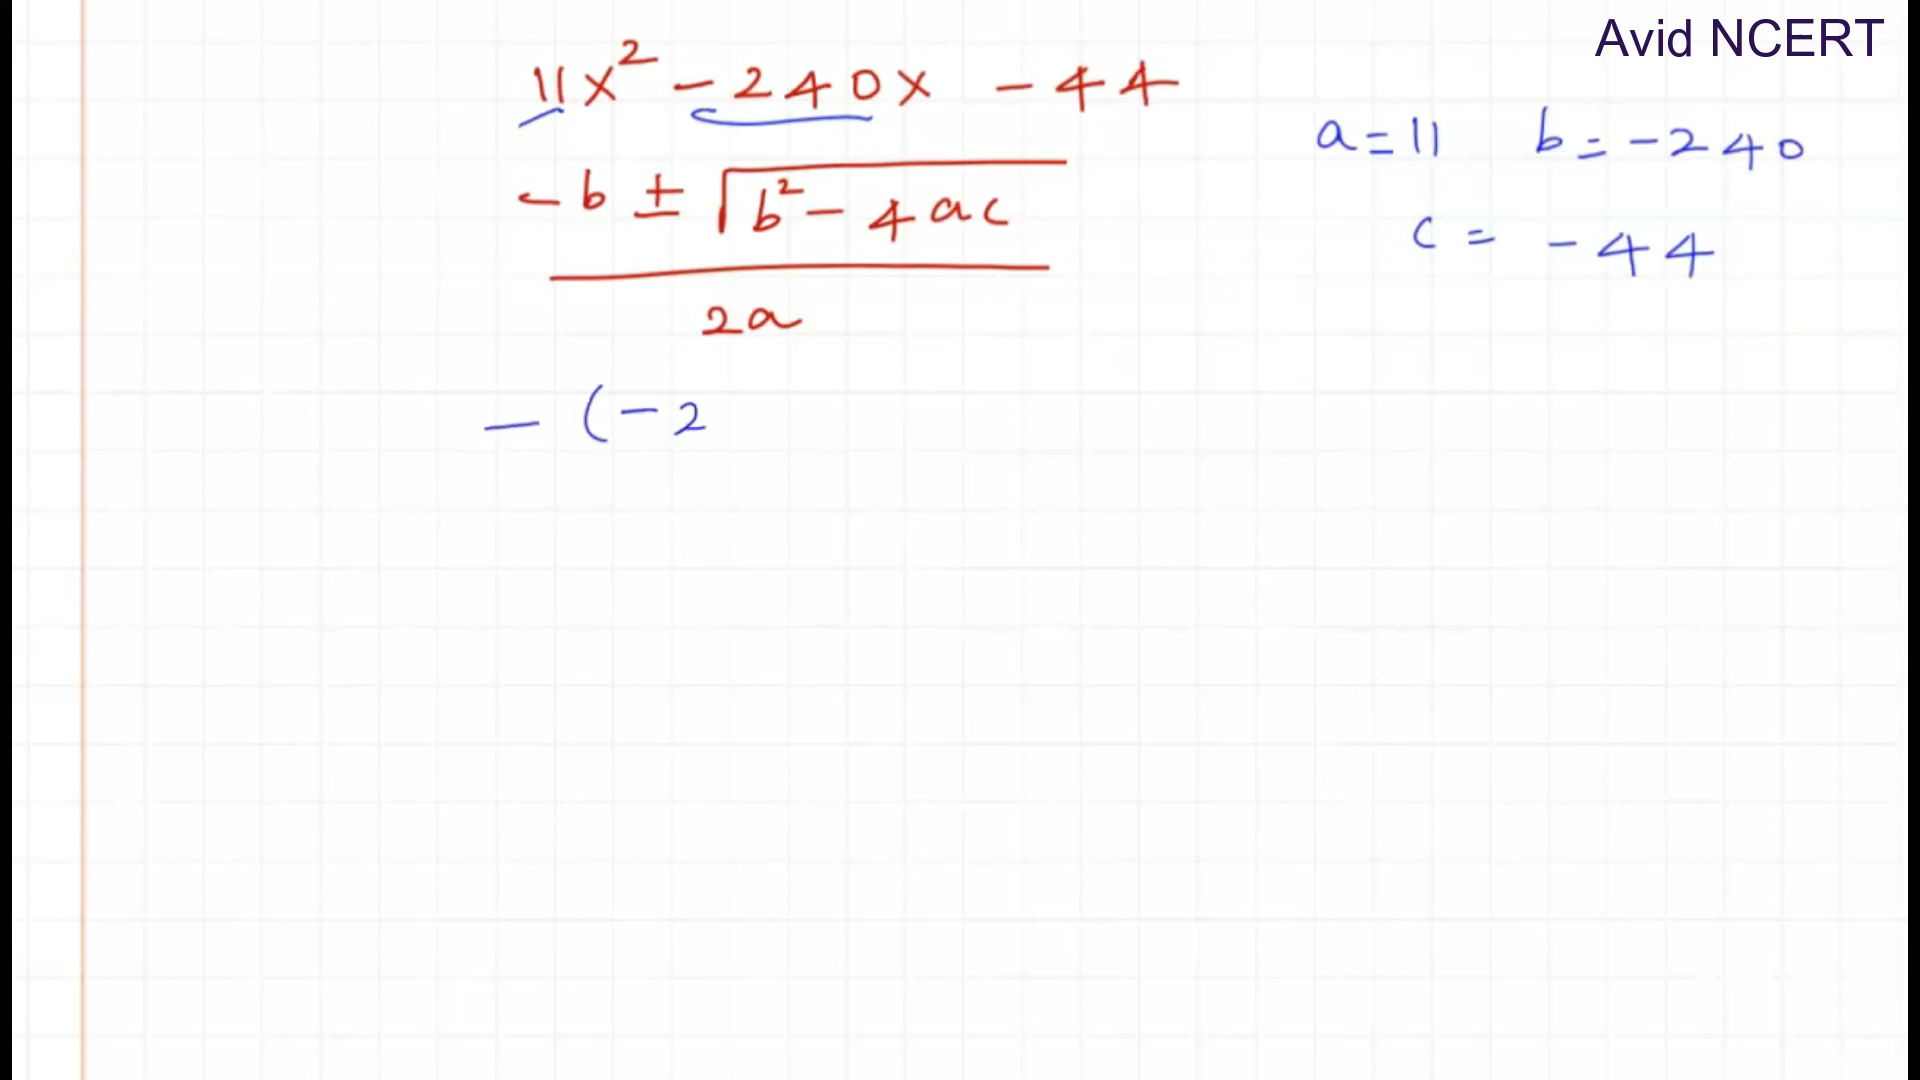 Avid NCERT
11x² - 240x - 44
a = 11 b = -240
- b ± √b² - 4ac
c = -44
2a
- (-2